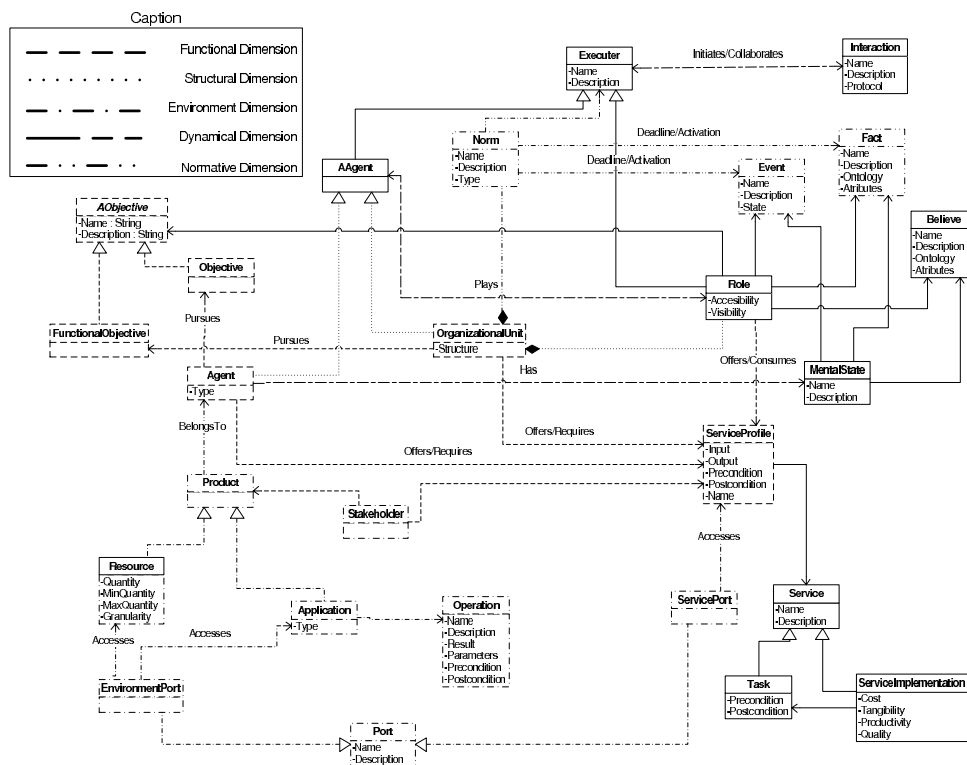 Caption
Functional Dimension
Structural Dimension
Environment Dimension
Dynamical Dimension
Normative Dimension
Executer
-Name
-Description
Initiates/Collaborates
Interaction
-Name
-Description
-Protocol
Norm
-Name
-Description
-Type
Deadline/Activation
Deadline/Activation
Fact
-Name
-Description
-Ontology
-Atributes
Event
-Name
-Description
-State
AAgent
AObjective
-Name : String
-Description : String
Believe
-Name
-Description
-Ontology
-Atributes
Objective
Plays
Role
-Accesibility
-Visibility
Pursues
FunctionalObjective
Pursues
OrganizationalUnit
-Structure
Offers/Consumes
Has
MentalState
-Name
-Description
Agent
-Type
BelongsTo
Offers/Requires
Offers/Requires
ServiceProfile
-Input
-Output
-Precondition
-Postcondition
-Name
Product
Stakeholder
Accesses
Resource
-Quantity
-MinQuantity
-MaxQuantity
-Granularity
Application
-Type
Operation
-Name
-Description
-Result
-Parameters
-Precondition
-Postcondition
ServicePort
Service
-Name
-Description
Accesses
Accesses
EnvironmentPort
Task
-Precondition
-Postcondition
ServiceImplementation
-Cost
-Tangibility
-Productivity
-Quality
Port
-Name
-Description